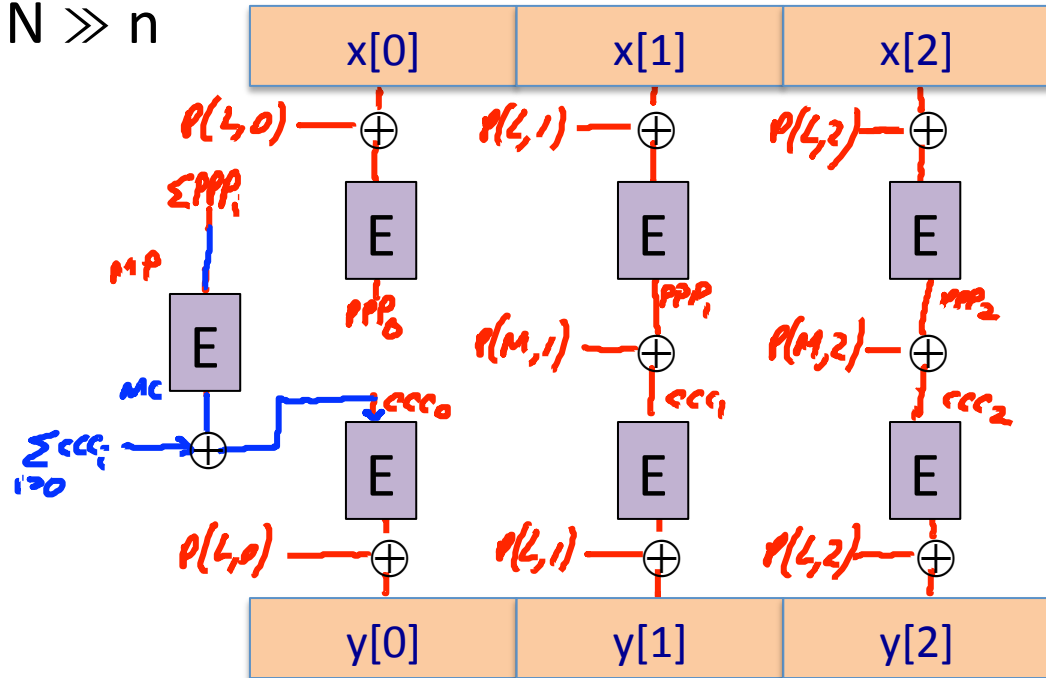 N ≫ n
x[0] x[1] x[2]
P(L,0) P(L,1) P(L,2)
ΣPPPᵢ
E E E
MP
PPP₀ PPP₁ PPP₂
E
P(M,1) P(M,2)
MC
CCC₀ CCC₁ CCC₂
ΣCCCᵢ
i>0
E E E
P(L,0) P(L,1) P(L,2)
y[0] y[1] y[2]